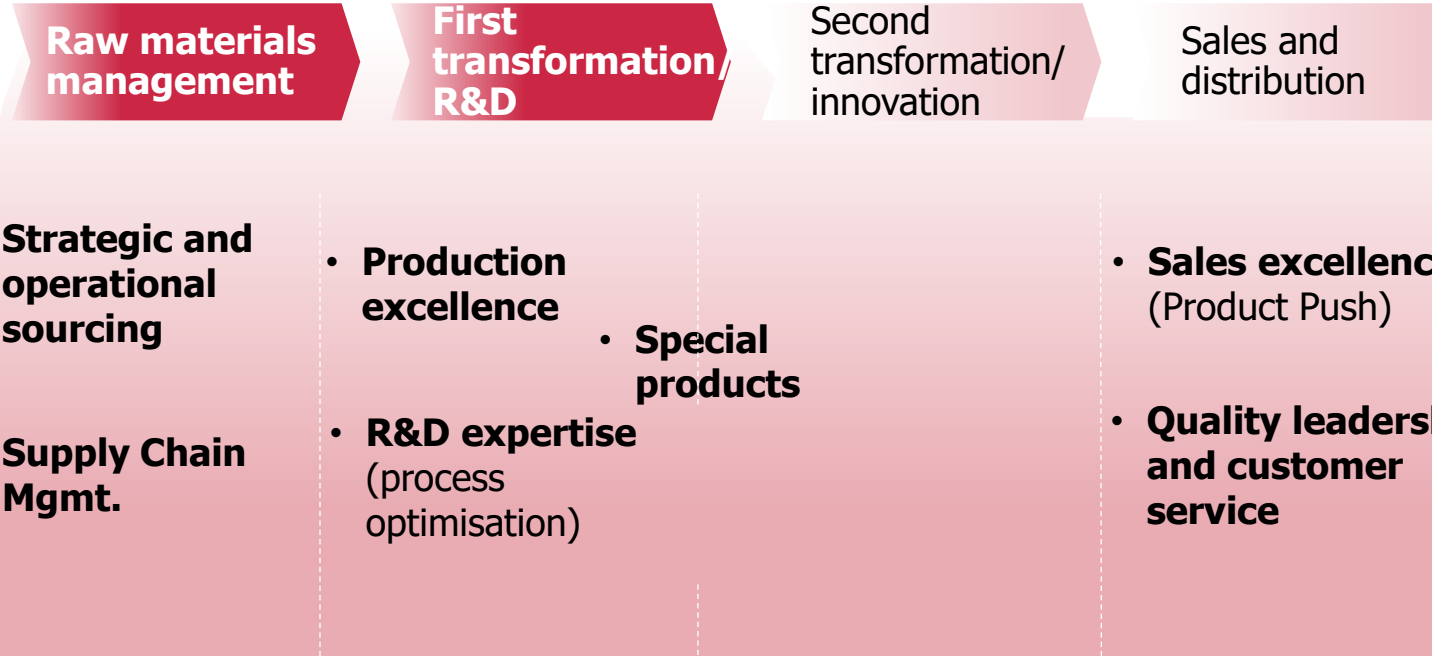 Raw materials
management
First
transformation/
R&D
Second
transformation/
innovation
Sales and
distribution
Strategic and
operational
sourcing
Supply Chain
Mgmt.
• Production
excellence
• R&D expertise
(process
optimisation)
• Special
products
• Sales excellenc
(Product Push)
• Quality leaders
and customer
service